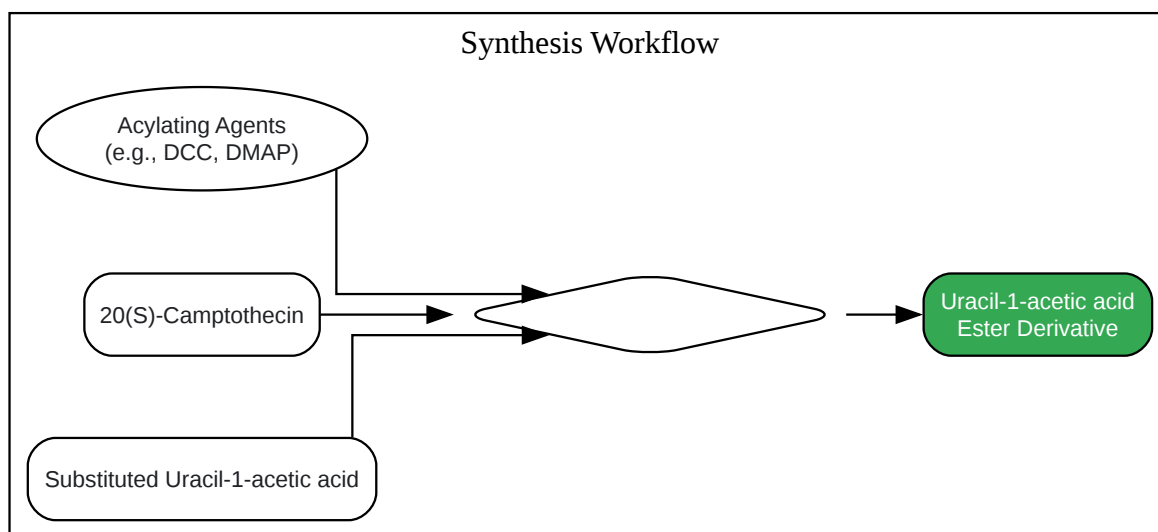 Synthesis Workflow
Acylating Agents
(e.g., DCC, DMAP)
20(S)-Camptothecin
Uracil-1-acetic acid
Ester Derivative
Substituted Uracil-1-acetic acid